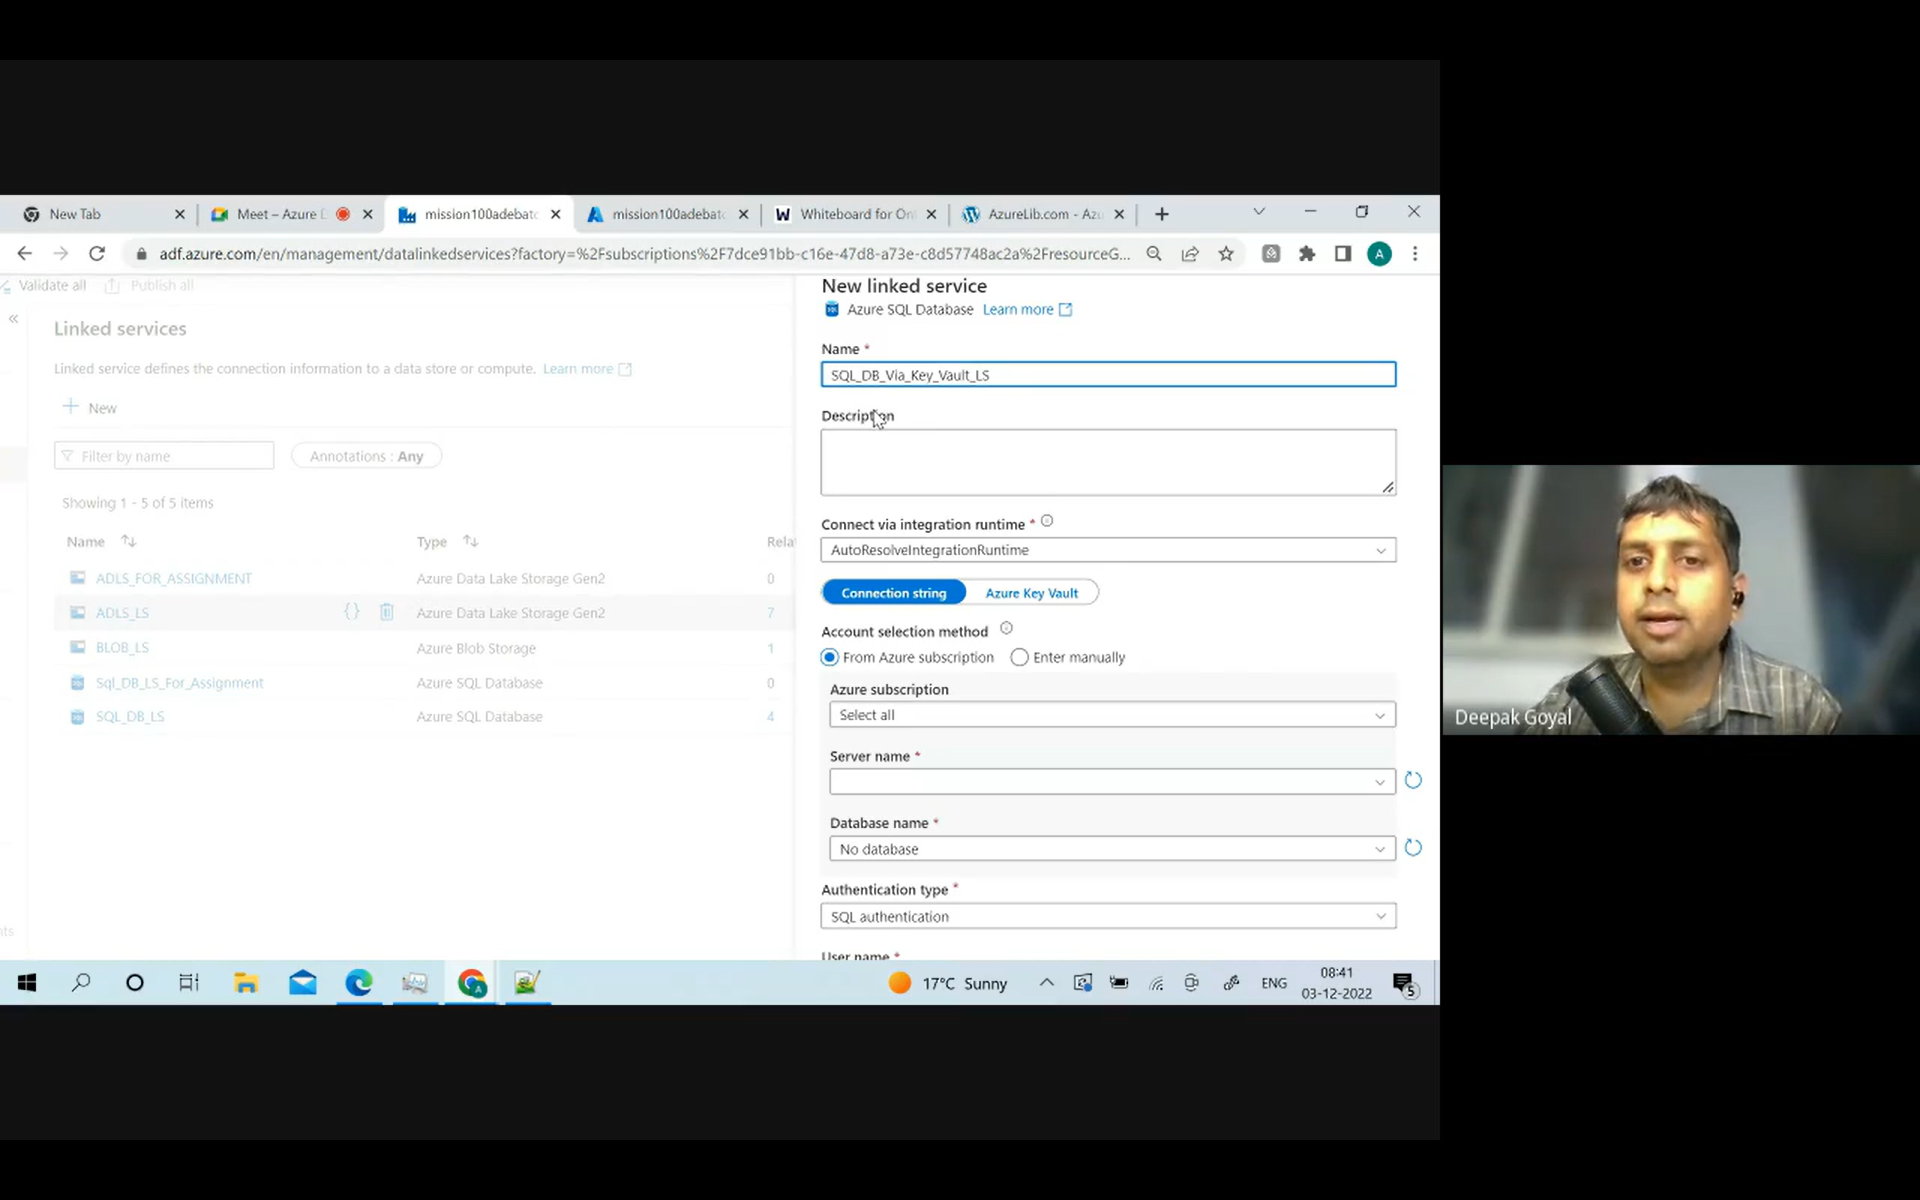 New Tab
Meet – Azure D
mission100adebatc
mission100adebatc
Whiteboard for On
AzureLib.com - Azu
adf.azure.com/en/management/datalinkedservices?factory=%2Fsubscriptions%2F7dce91bb-c16e-47d8-a73e-c8d57748ac2a%2FresourceG...
A
Validate all
Publish all
Linked services
Linked service defines the connection information to a data store or compute. Learn more
New
Filter by name
Annotations : Any
Showing 1 - 5 of 5 items
Name
Type
Rela
ADLS_FOR_ASSIGNMENT
Azure Data Lake Storage Gen2
0
ADLS_LS
{}
Azure Data Lake Storage Gen2
7
BLOB_LS
Azure Blob Storage
1
Sql_DB_LS_For_Assignment
Azure SQL Database
0
SQL_DB_LS
Azure SQL Database
4
nts
New linked service
Azure SQL Database Learn more
Name *
SQL_DB_Via_Key_Vault_LS
Description
Connect via integration runtime *
AutoResolveIntegrationRuntime
Connection string
Azure Key Vault
Account selection method
From Azure subscription
Enter manually
Azure subscription
Select all
Server name *
Database name *
No database
Authentication type *
SQL authentication
User name *
17°C Sunny
ENG
08:41
03-12-2022
5
Deepak Goyal